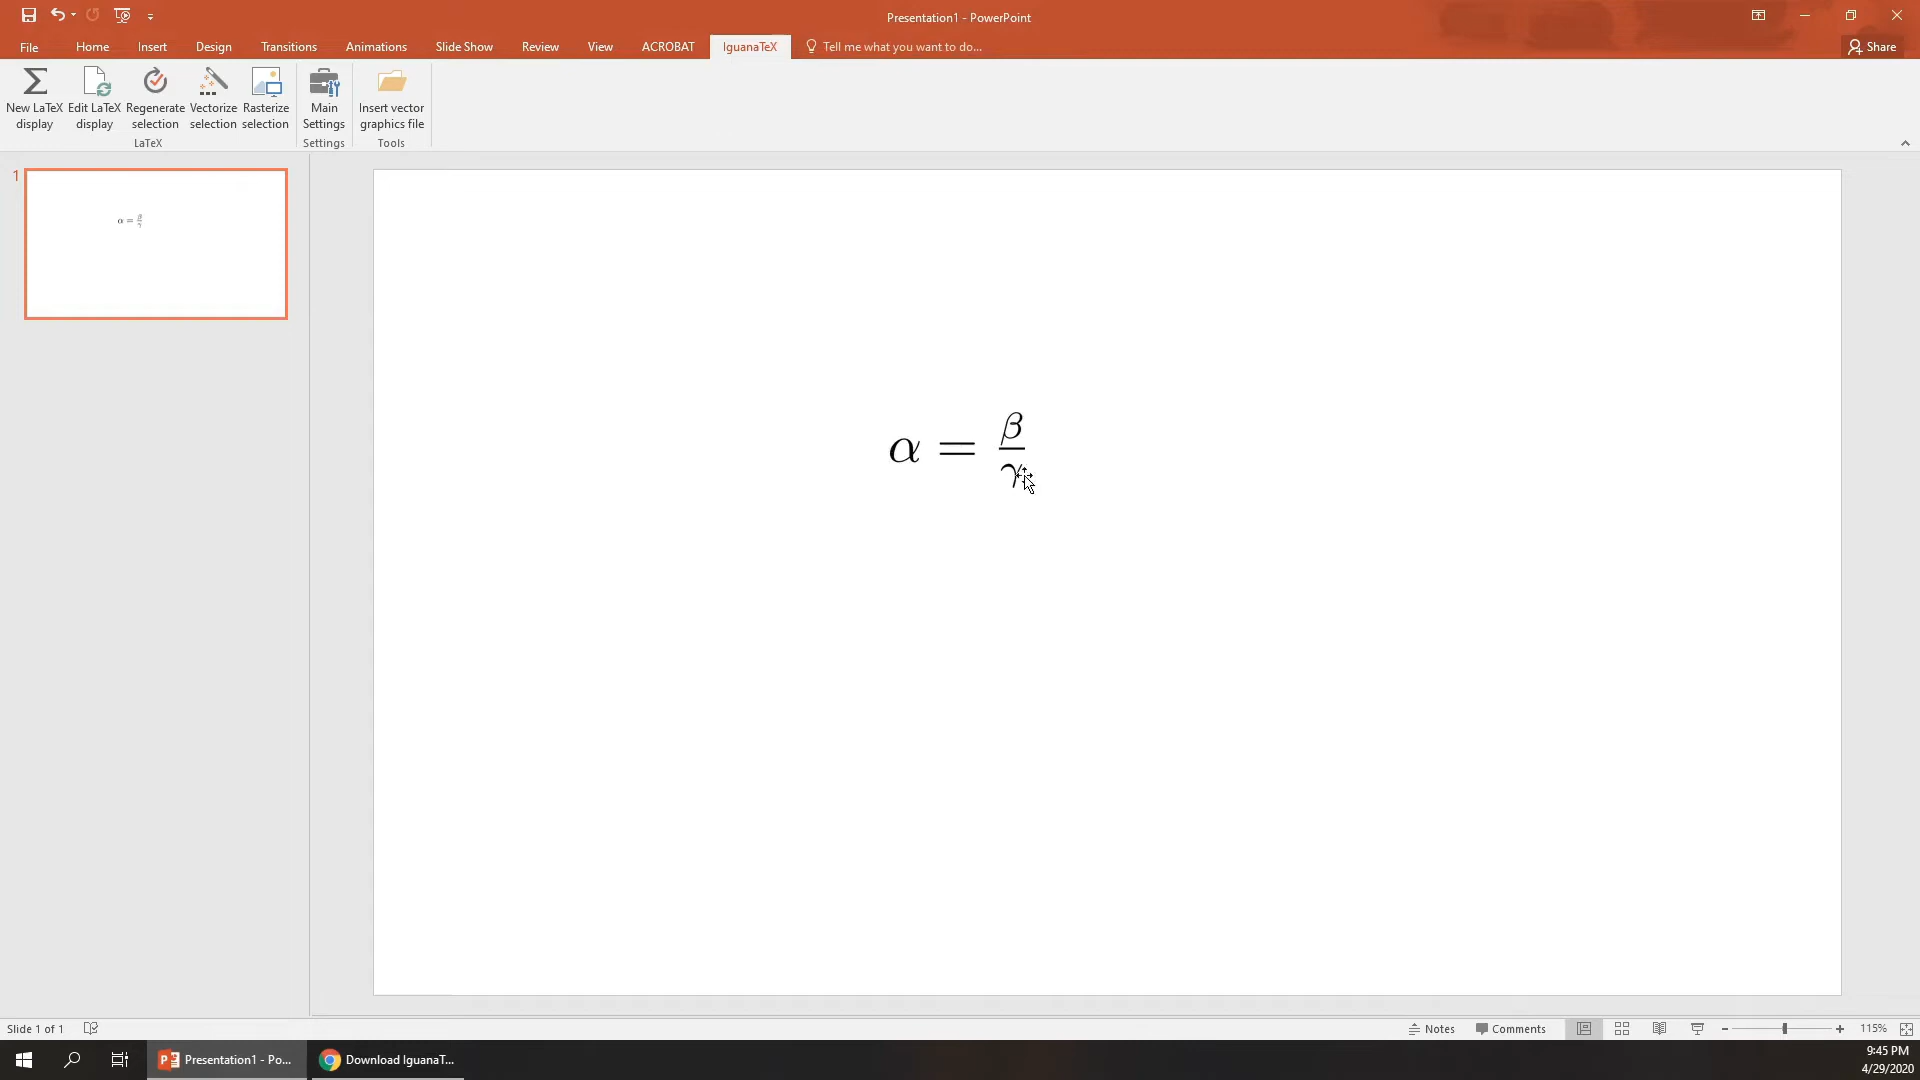 Presentation1 - PowerPoint
File Home Insert Design Transitions Animations Slide Show Review View ACROBAT IguanaTeX Tell me what you want to do... Share
New LaTeX display
Edit LaTeX display
Regenerate selection
Vectorize selection
Rasterize selection
Main Settings
Insert vector graphics file
LaTeX Settings Tools
1
α = β/γ
α = β/γ
Slide 1 of 1 Notes Comments 115%
Presentation1 - Po... Download IguanaT...
9:45 PM
4/29/2020